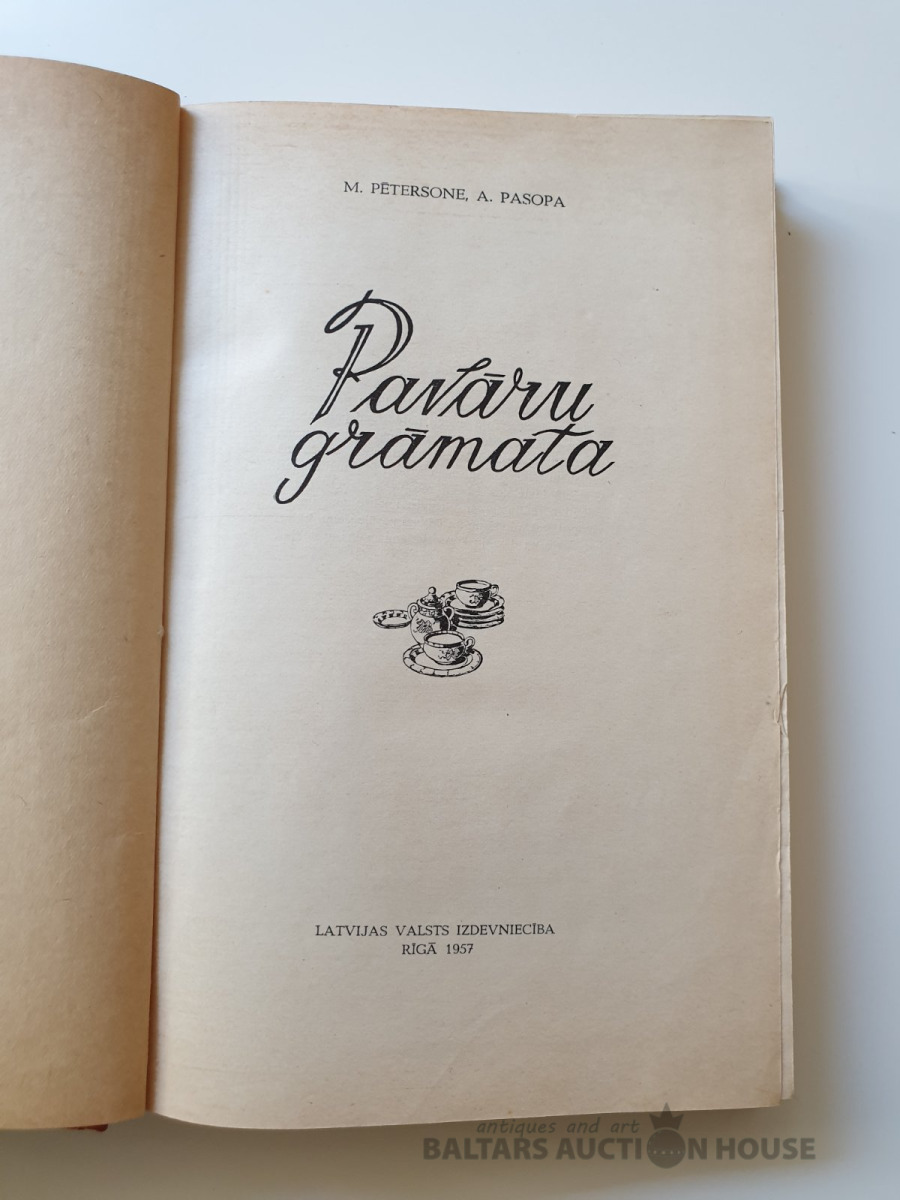 M. PĒTERSONE, A. PASOPA
Pavāru
grāmata
LATVIJAS VALSTS IZDEVNIECĪBA
RĪGĀ 1957
antiques and art
BALTARS AUCTION HOUSE